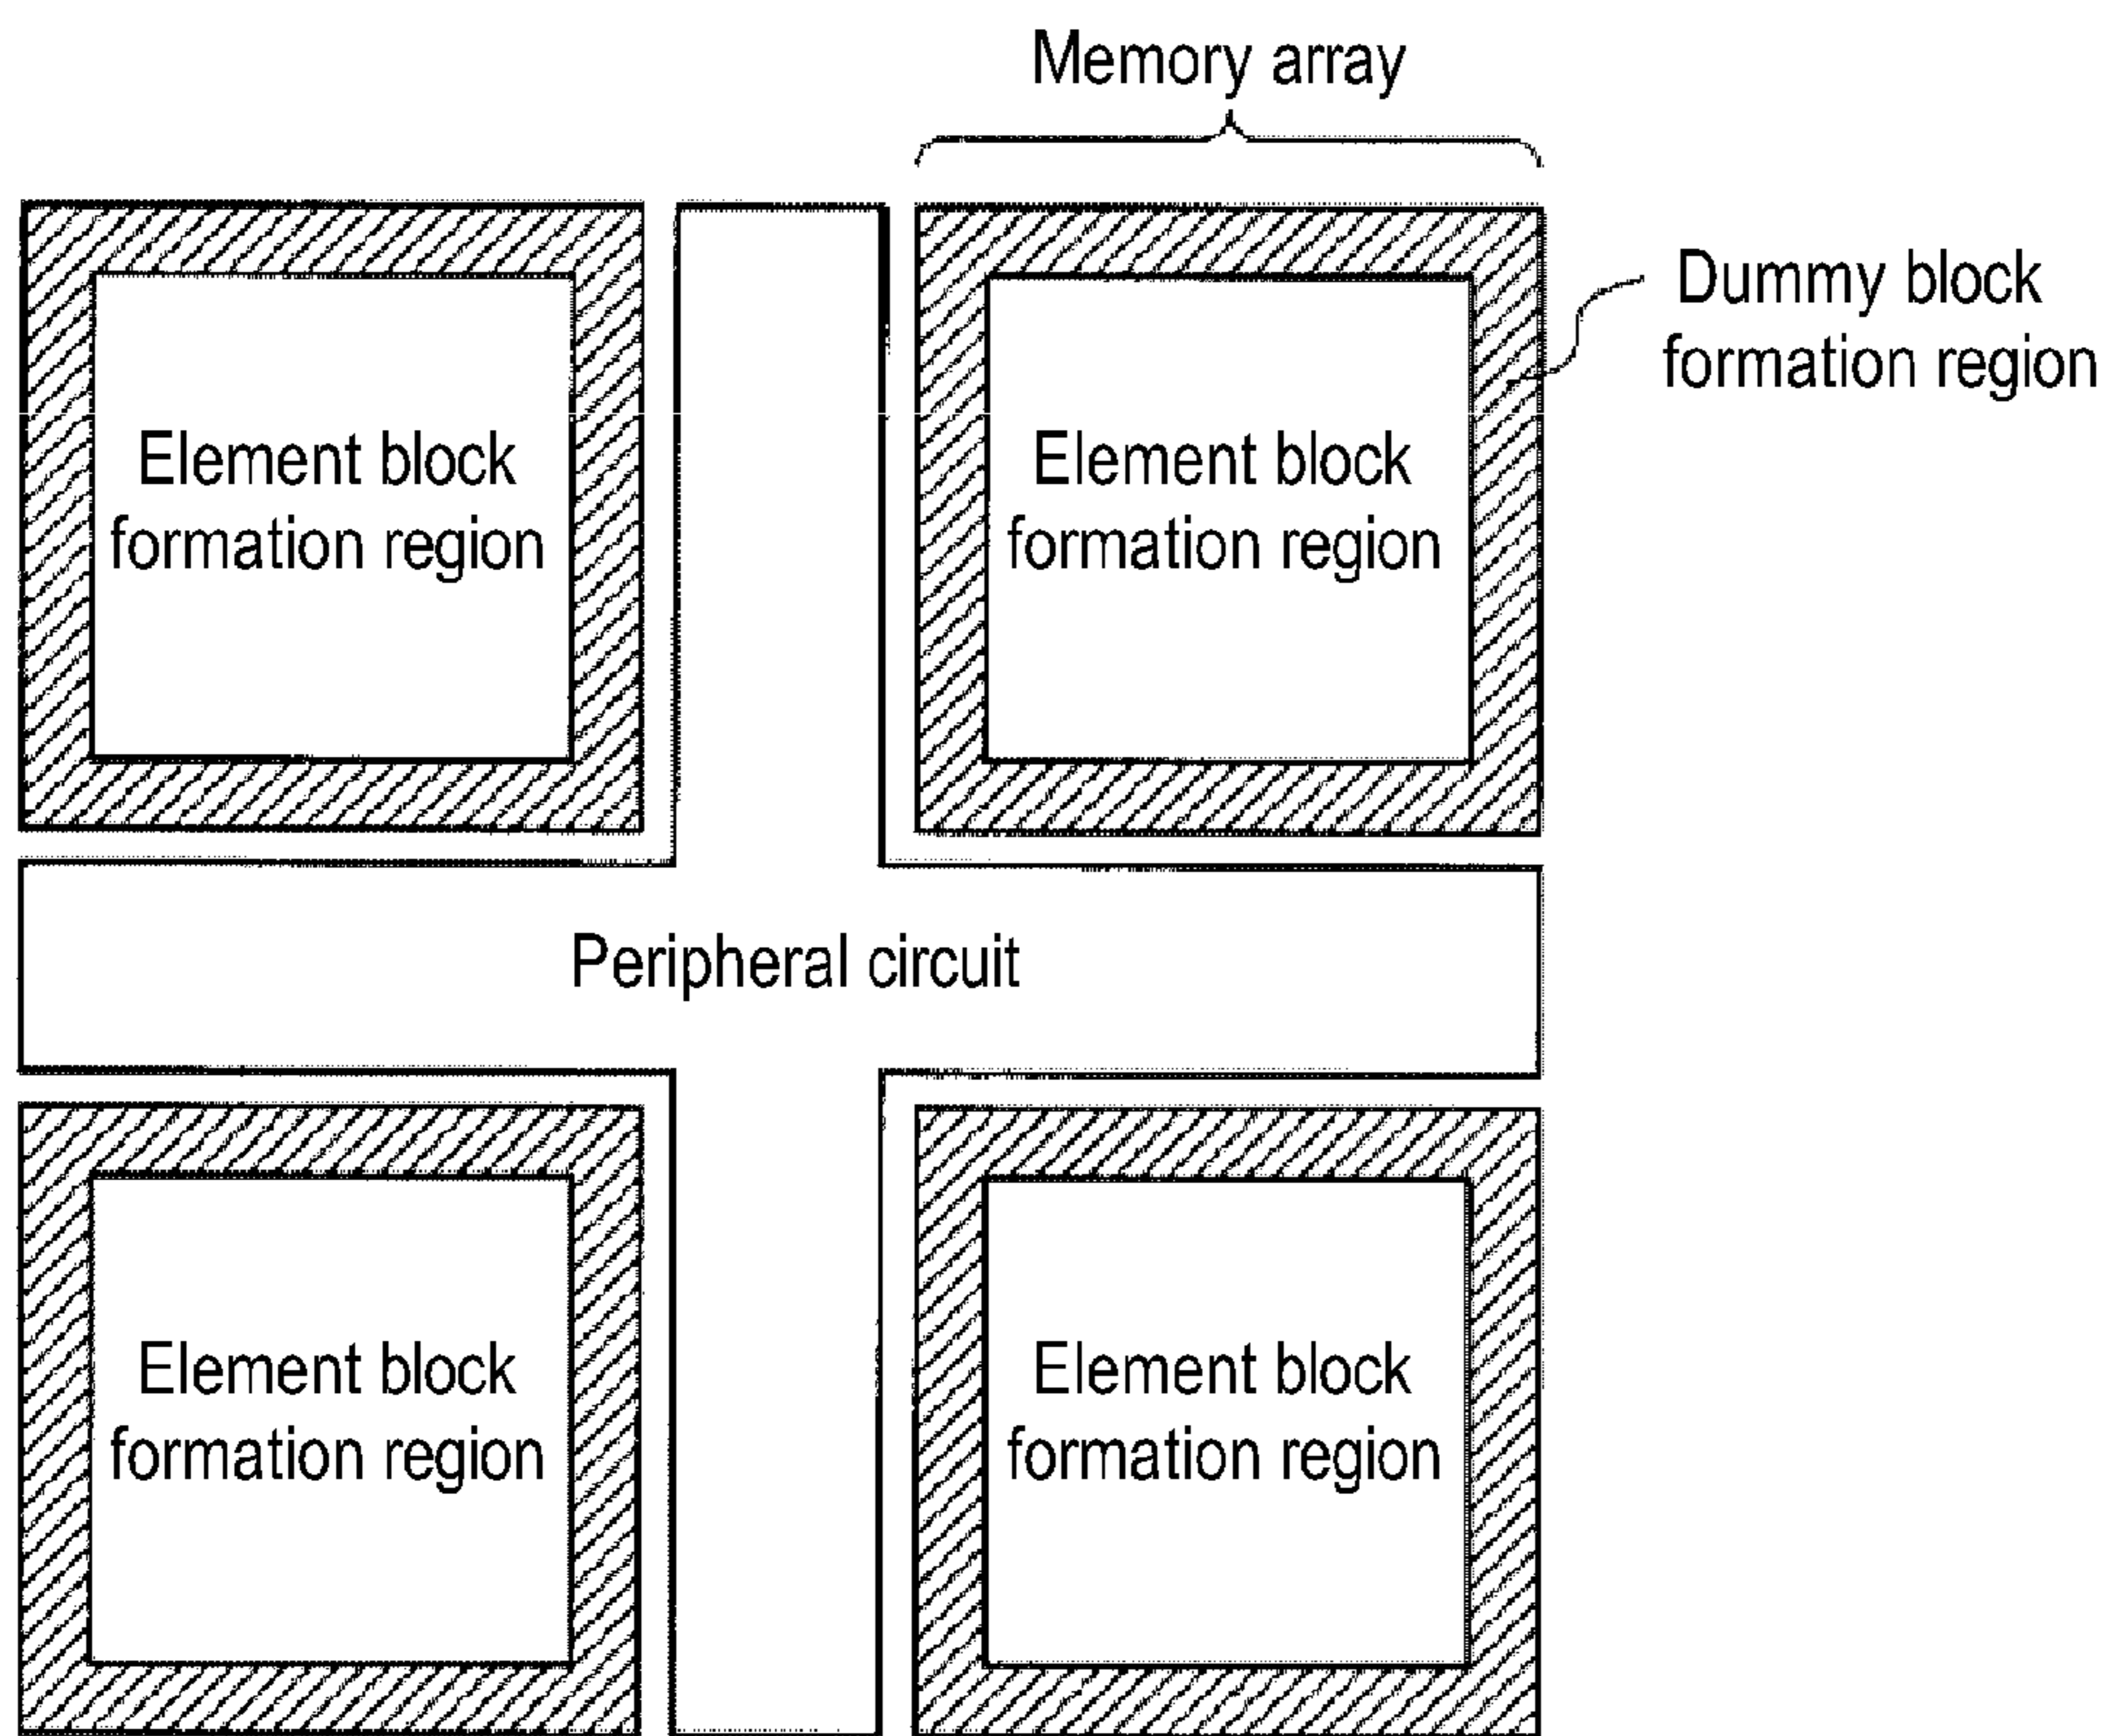 Memory array
Dummy block
formation region
Element block
formation region
Element block
formation region
Peripheral circuit
Element block
formation region
Element block
formation region